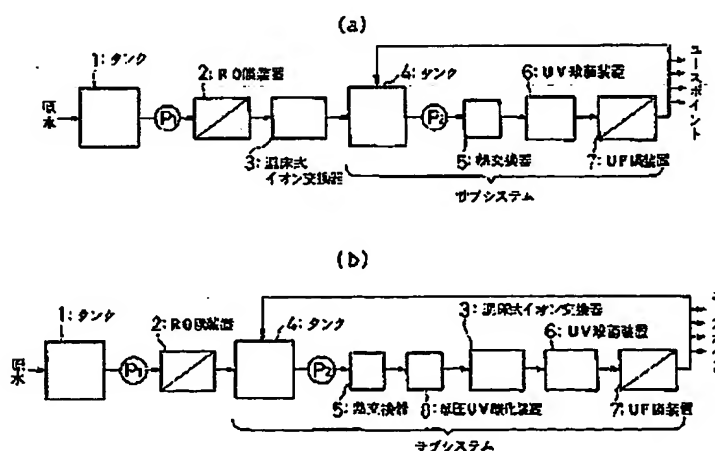 (a)
1:タンク
2:RO膜装置
4:タンク
6:UV殺菌装置
ユースポイント
原水
P1
P2
3:混床式
イオン交換器
5:熱交換器
7:UF膜装置
サブシステム
(b)
1:タンク
2:RO膜装置
4:タンク
3:混床式イオン交換器
6:UV殺菌装置
原水
P1
P2
5:熱交換器
8:低圧UV酸化装置
7:UF膜装置
サブシステム